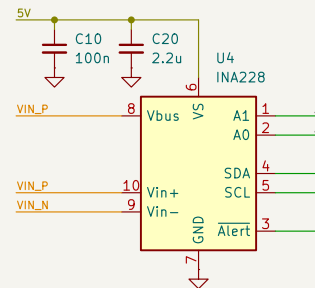 5V
C10
100n
C20
2.2u
U4
INA228
6
VS
VIN_P
8
Vbus
A1
1
A0
2
SDA
4
VIN_P
10
Vin+
SCL
5
VIN_N
9
Vin-
GND
Alert
3
7